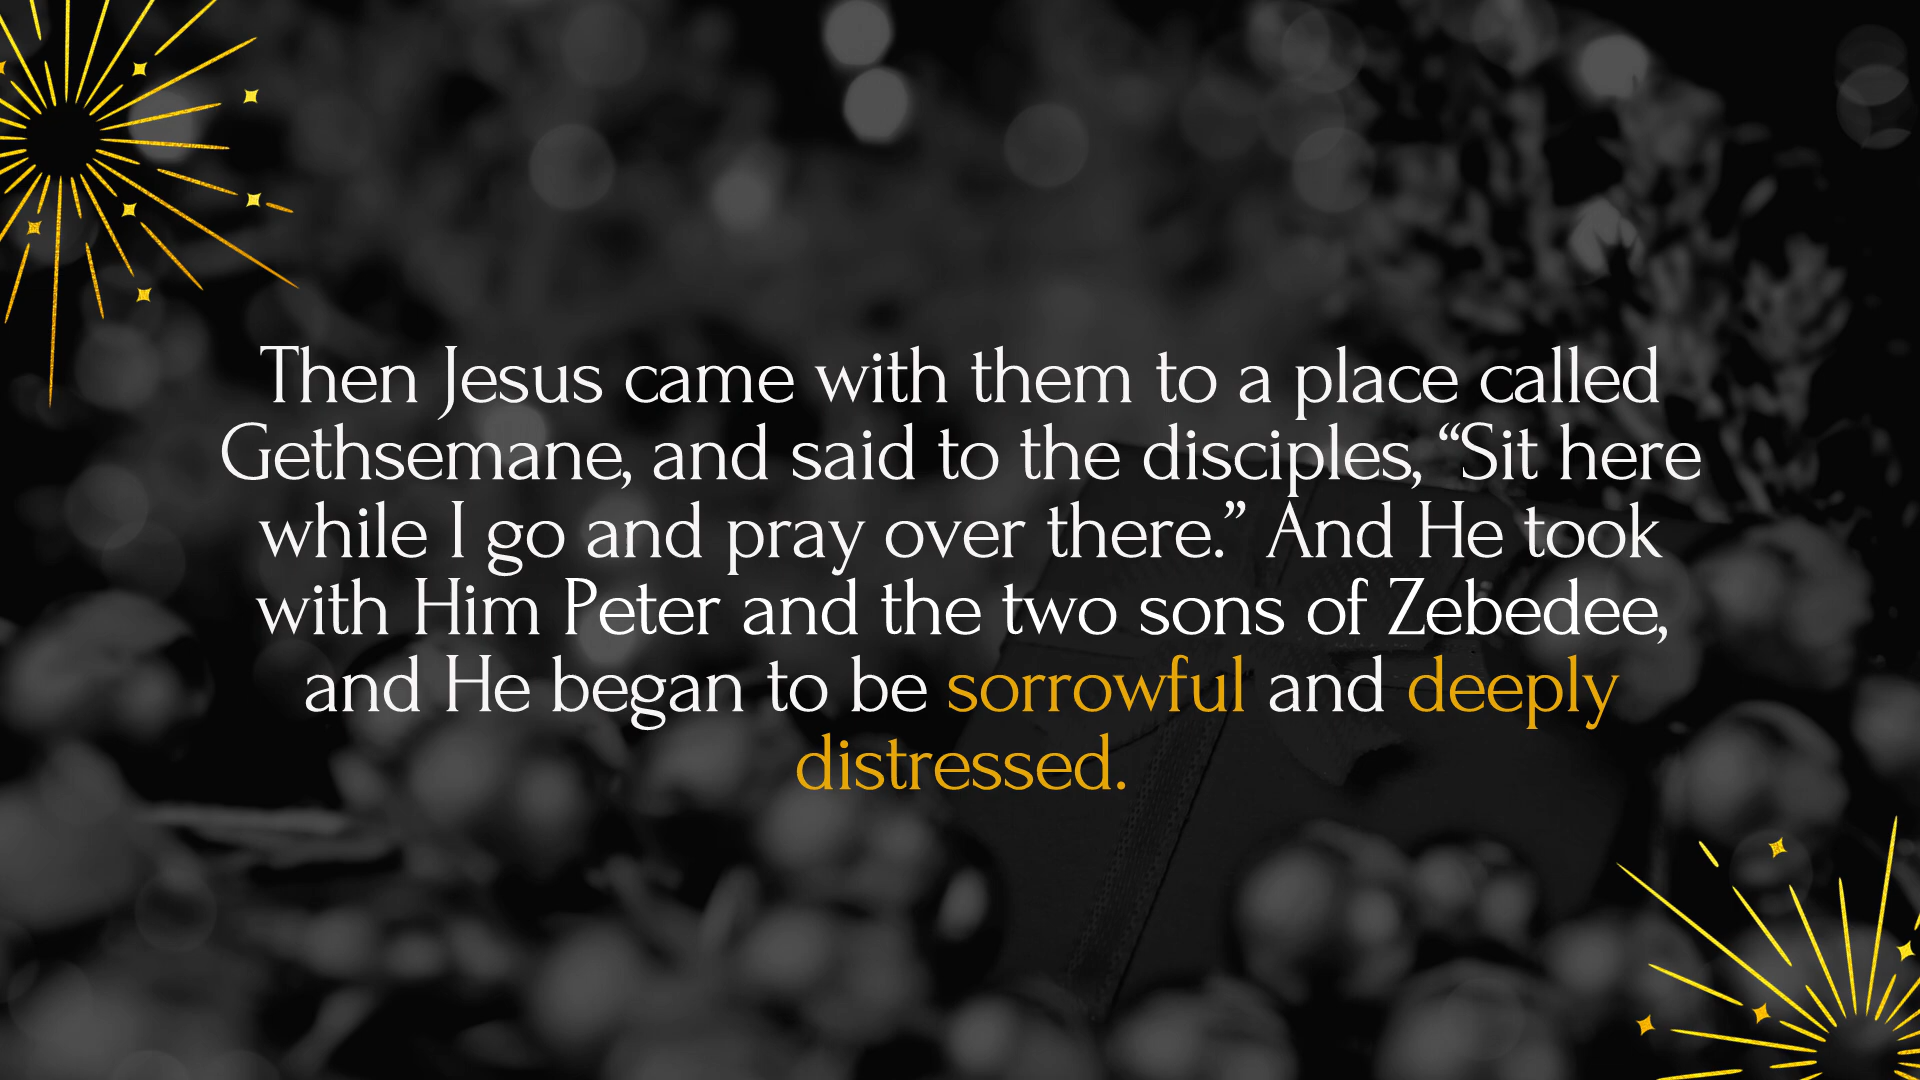 Then Jesus came with them to a place called
Gethsemane, and said to the disciples, “Sit here
while I go and pray over there.” And He took
with Him Peter and the two sons of Zebedee,
and He began to be sorrowful and deeply
distressed.